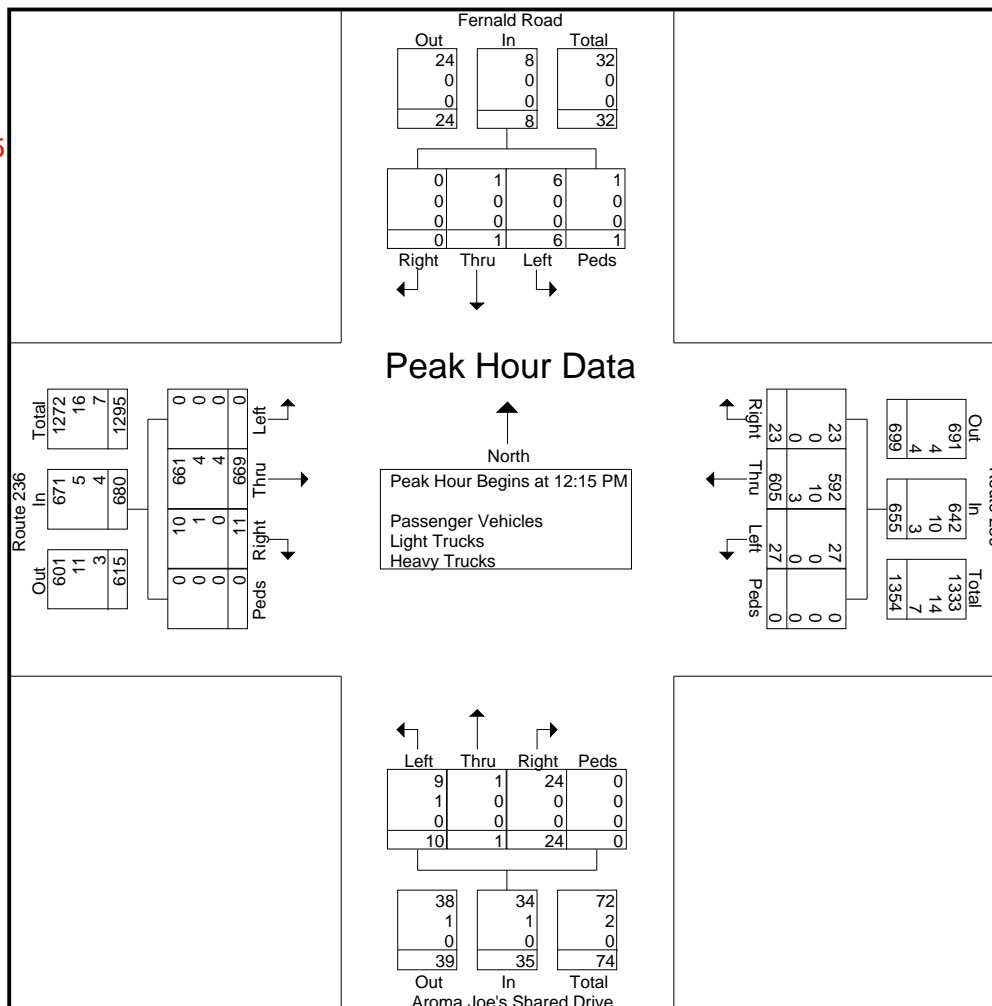 Fernald Road
Out In Total
24 8 32
0 0 0
0 0 0
24 8 32
5
0 1 6 1
0 0 0 0
0 0 0 0
0 1 6 1
Right Thru Left Peds
Peak Hour Data
North
Peak Hour Begins at 12:15 PM
Passenger Vehicles
Light Trucks
Heavy Trucks
Route 236
Out In Total
601 671 1272
11 5 16
3 4 7
615 680 1295
Peds Right Thru Left
0 10 661 0
0 1 4 0
0 0 4 0
0 11 669 0
Out In Total
691 642 1333
4 10 14
4 3 7
699 655 1354
Right Thru Left Peds
23 592 27 0
0 10 0 0
0 3 0 0
23 605 27 0
Left Thru Right Peds
9 1 24 0
1 0 0 0
0 0 0 0
10 1 24 0
38 34 72
1 1 2
0 0 0
39 35 74
Out In Total
Aroma Joe's Shared Drive